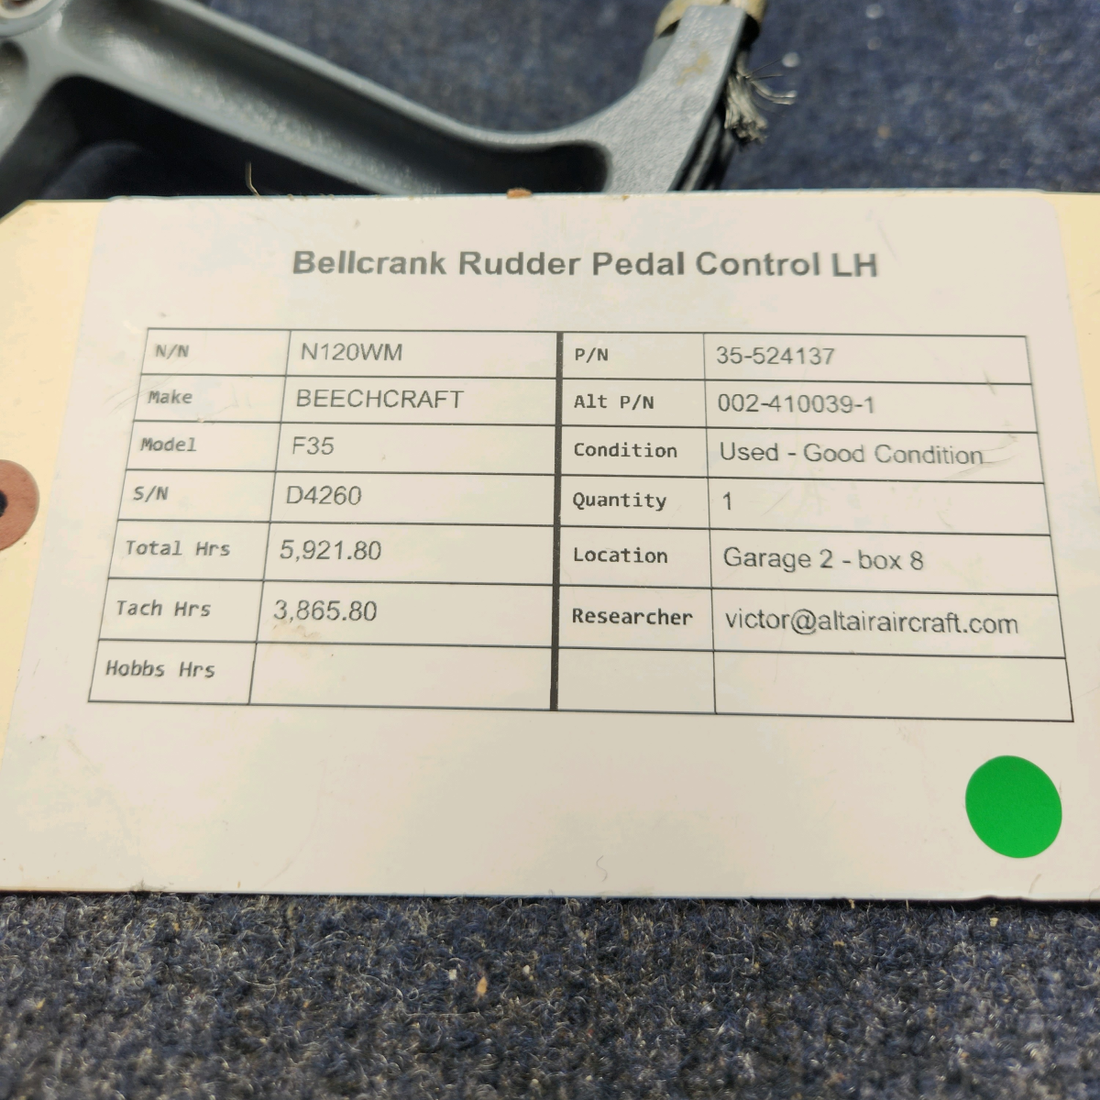 Bellcrank Rudder Pedal Control LH
N/N N120WM P/N 35-524137
Make BEECHCRAFT Alt P/N 002-410039-1
Model F35 Condition Used - Good Condition
S/N D4260 Quantity 1
Total Hrs 5,921.80 Location Garage 2 - box 8
Tach Hrs 3,865.80 Researcher victor@altairaircraft.com
Hobbs Hrs